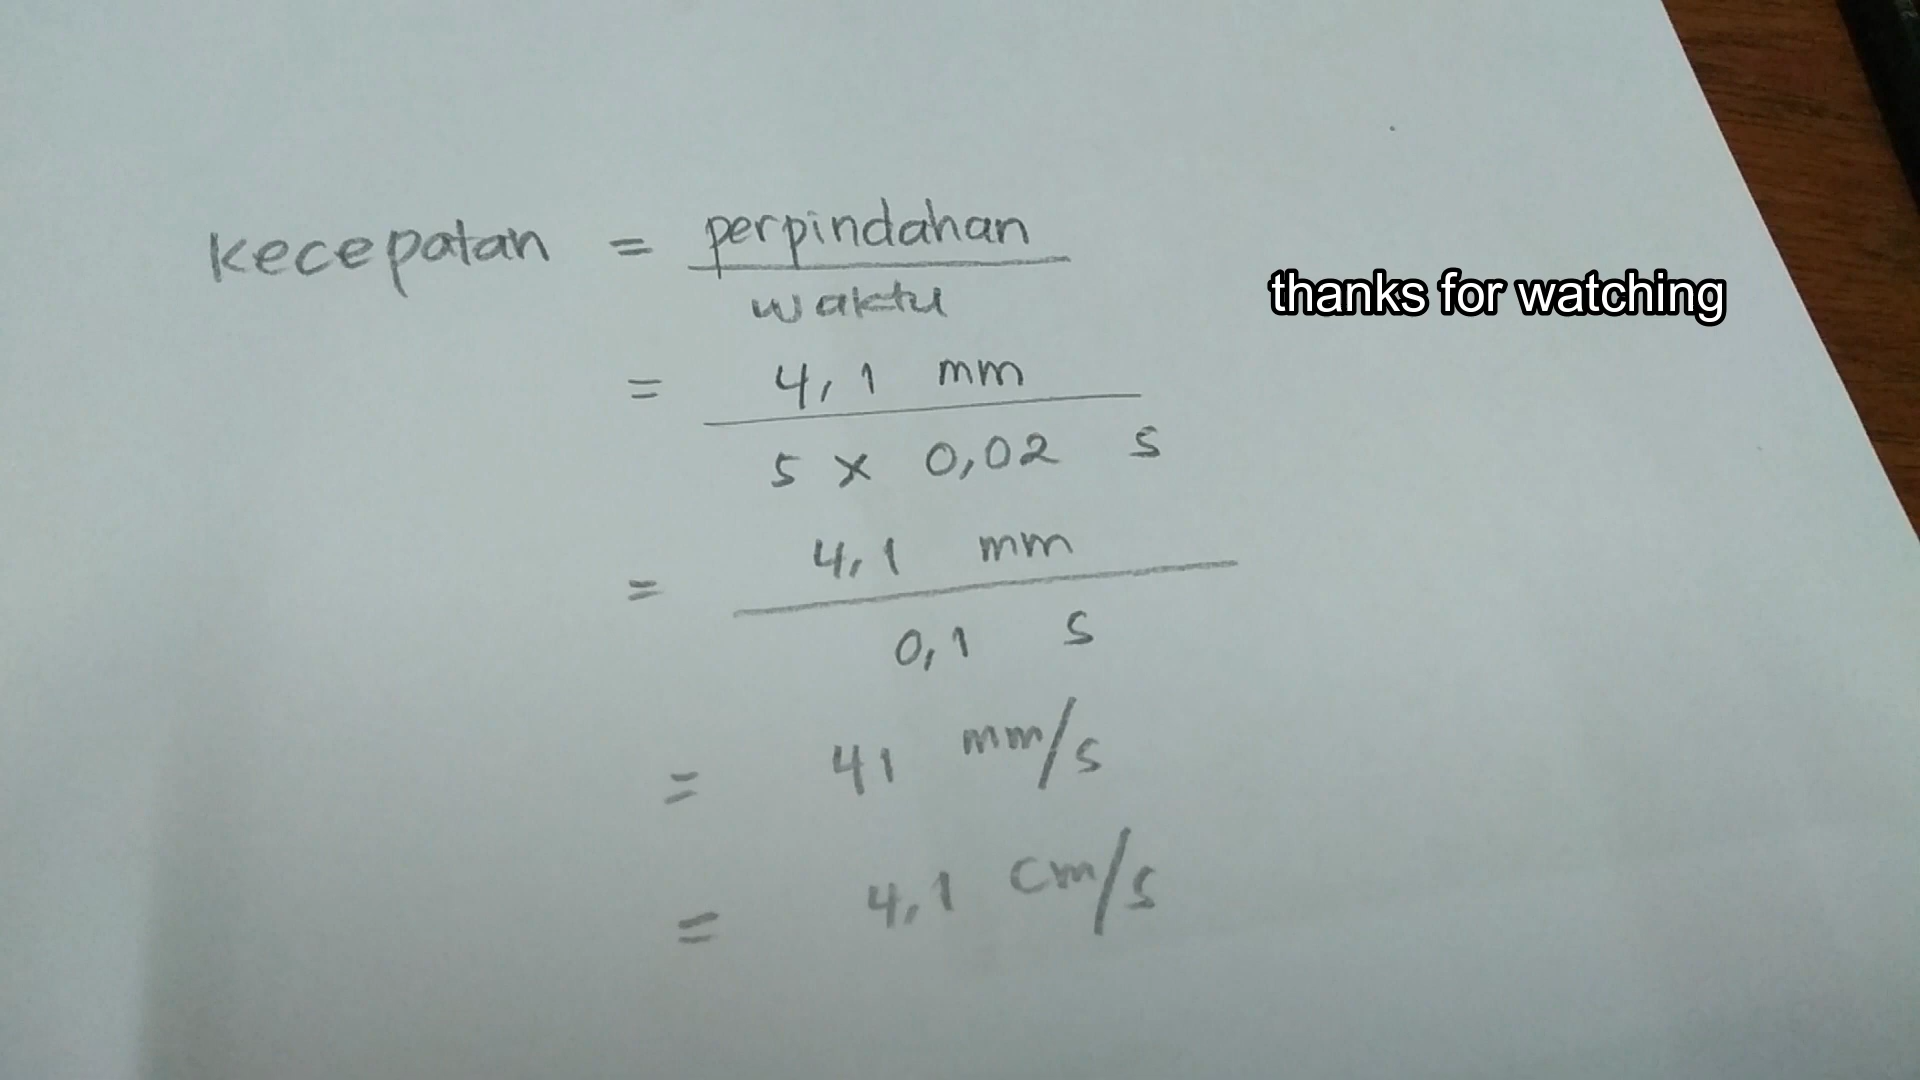 kecepatan = perpindahan
waktu
thanks for watching
= 4,1 mm
5 x 0,02 s
= 4,1 mm
0,1 s
= 41 mm/s
= 4,1 cm/s